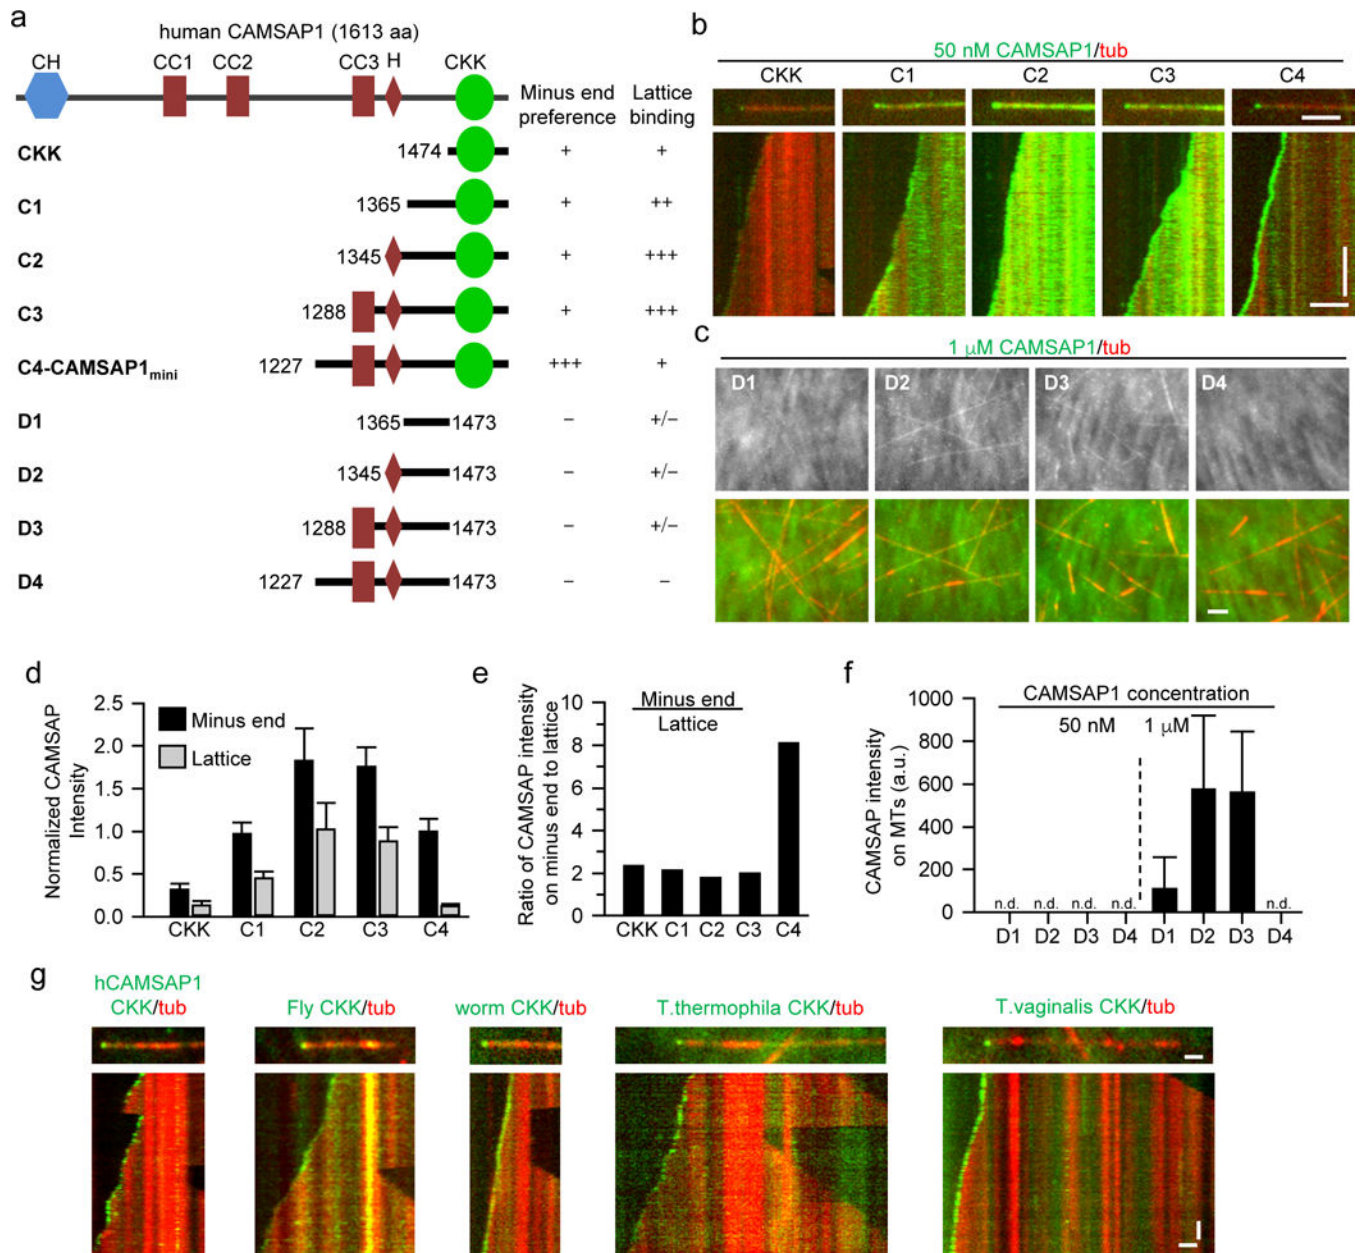 a
human CAMSAP1 (1613 aa)
CH CC1 CC2 CC3 H CKK
Minus end preference
Lattice binding
CKK 1474 + +
C1 1365 + ++
C2 1345 + +++
C3 1288 + +++
C4-CAMSAP1mini 1227 +++ +
D1 1365 1473 – +/–
D2 1345 1473 – +/–
D3 1288 1473 – +/–
D4 1227 1473 – –
b
50 nM CAMSAP1/tub
CKK C1 C2 C3 C4
c
1 μM CAMSAP1/tub
D1 D2 D3 D4
d
Normalized CAMSAP Intensity
2.5
2.0
1.5
1.0
0.5
0.0
Minus end
Lattice
CKK C1 C2 C3 C4
e
Ratio of CAMSAP intensity on minus end to lattice
10
8
6
4
2
0
Minus end
Lattice
CKK C1 C2 C3 C4
f
CAMSAP intensity on MTs (a.u.)
1000
800
600
400
200
0
CAMSAP1 concentration
50 nM 1 μM
n.d. n.d. n.d. n.d. n.d.
D1 D2 D3 D4 D1 D2 D3 D4
g
hCAMSAP1 CKK/tub
Fly CKK/tub
worm CKK/tub
T.thermophila CKK/tub
T.vaginalis CKK/tub